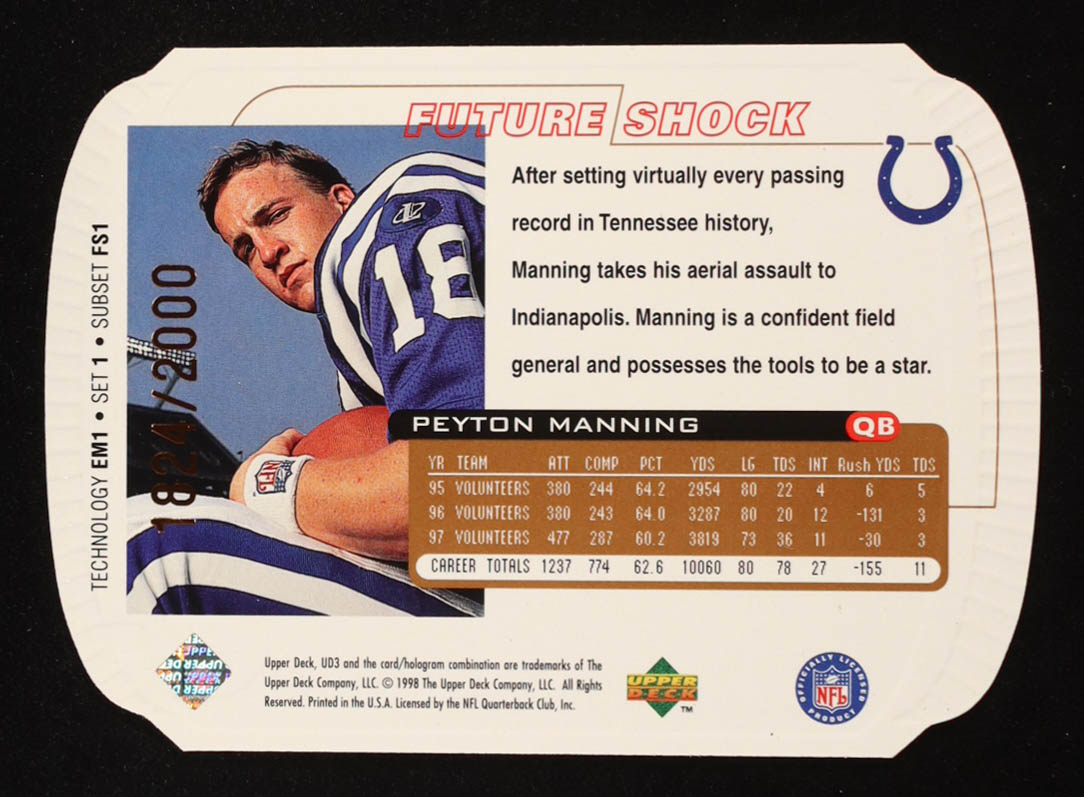 FUTURE SHOCK
After setting virtually every passing
record in Tennessee history,
Manning takes his aerial assault to
Indianapolis. Manning is a confident field
general and possesses the tools to be a star.
TECHNOLOGY EM1 • SET 1 • SUBSET FS1
1824/2000
18
NFL
PEYTON MANNING QB
YR TEAM ATT COMP PCT YDS LG TDS INT Rush YDS TDS
95 VOLUNTEERS 380 244 64.2 2954 80 22 4 6 5
96 VOLUNTEERS 380 243 64.0 3287 80 20 12 -131 3
97 VOLUNTEERS 477 287 60.2 3819 73 36 11 -30 3
CAREER TOTALS 1237 774 62.6 10060 80 78 27 -155 11
UPPER DECK
Upper Deck, UD3 and the card/hologram combination are trademarks of The
Upper Deck Company, LLC. © 1998 The Upper Deck Company, LLC. All Rights
Reserved. Printed in the U.S.A. Licensed by the NFL Quarterback Club, Inc.
UPPER
DECK
TM
OFFICIALLY LICENSED
NFL
PRODUCT